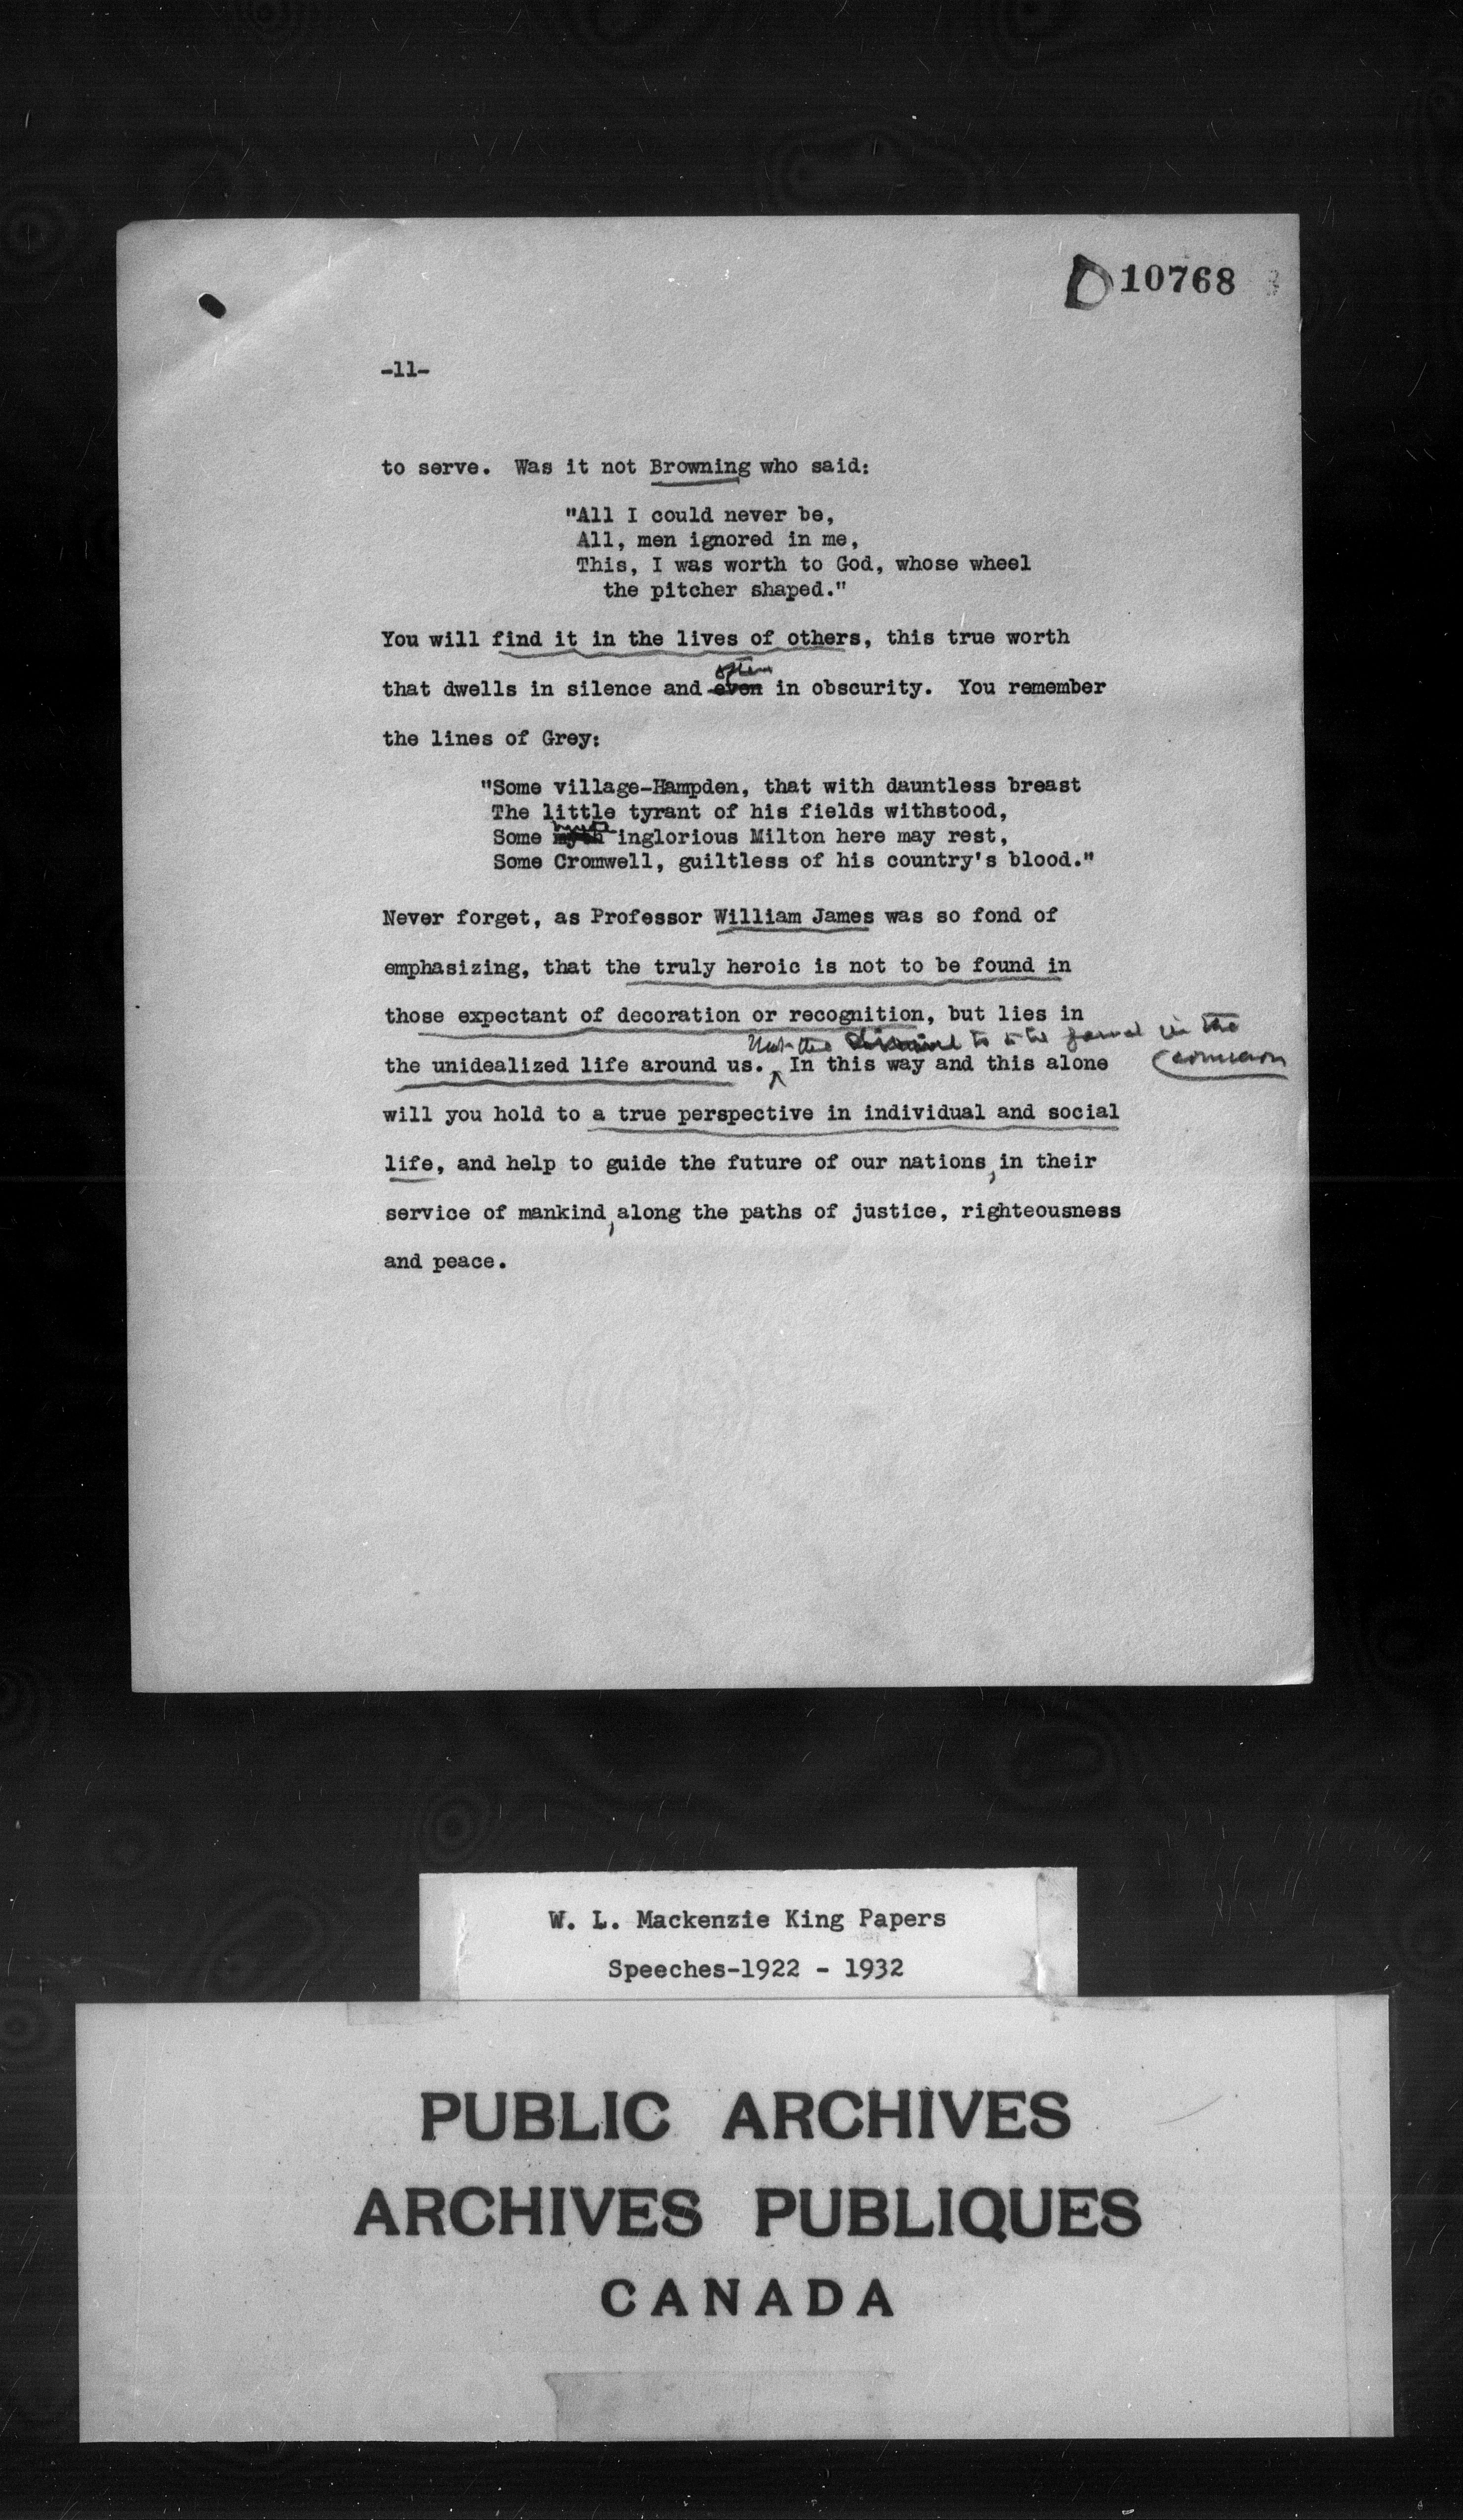 D 10768
-11-
to serve. Was it not Browning who said:
"All I could never be,
All, men ignored in me,
This, I was worth to God, whose wheel
the pitcher shaped."
You will find it in the lives of others, this true worth
often
that dwells in silence and even in obscurity. You remember
the lines of Grey:
"Some village-Hampden, that with dauntless breast
The little tyrant of his fields withstood,
Some inglorious Milton here may rest,
Some Cromwell, guiltless of his country's blood."
Never forget, as Professor William James was so fond of
emphasizing, that the truly heroic is not to be found in
those expectant of decoration or recognition, but lies in
to be found in the
common
the unidealized life around us. In this way and this alone
will you hold to a true perspective in individual and social
life, and help to guide the future of our nations, in their
service of mankind, along the paths of justice, righteousness
and peace.
W. L. Mackenzie King Papers
Speeches-1922 - 1932
PUBLIC ARCHIVES
ARCHIVES PUBLIQUES
CANADA